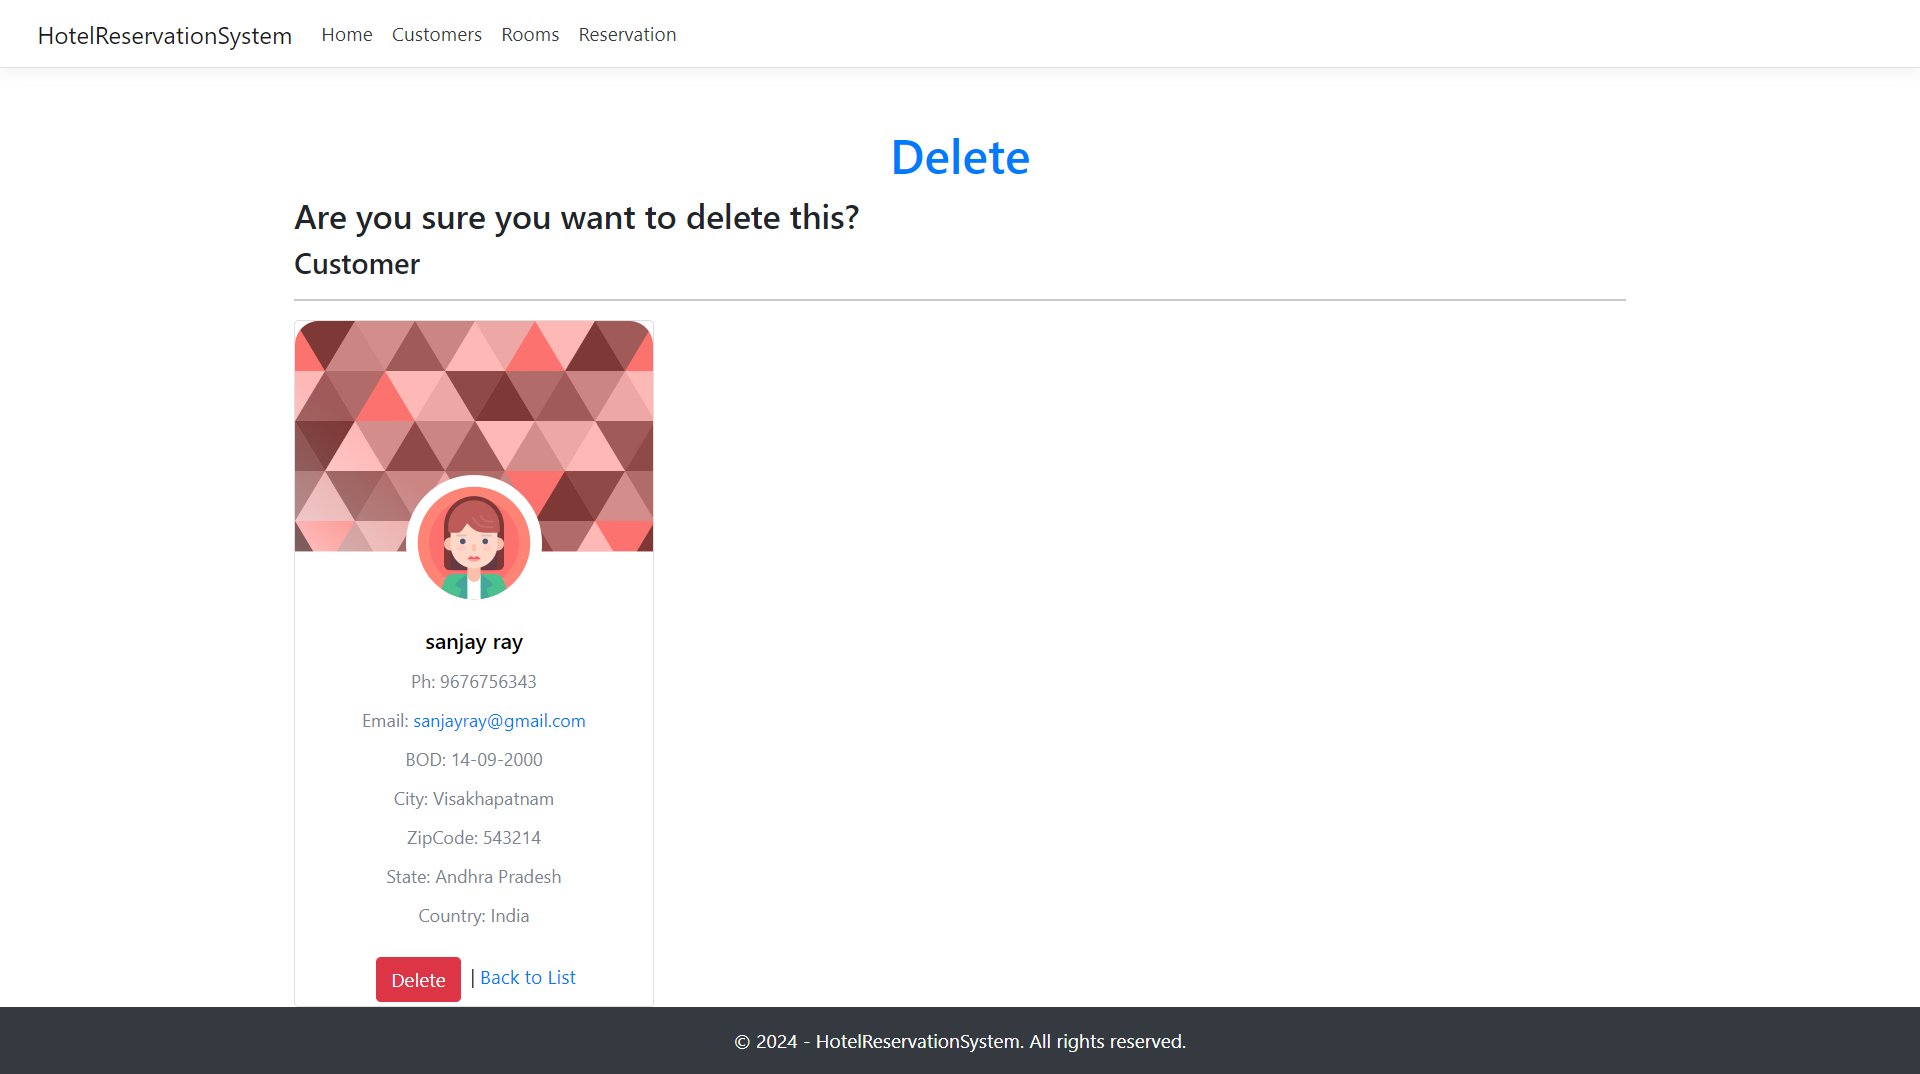 HotelReservationSystem Home Customers Rooms Reservation
Delete
Are you sure you want to delete this?
Customer
sanjay ray
Ph: 9676756343
Email: sanjayray@gmail.com
BOD: 14-09-2000
City: Visakhapatnam
ZipCode: 543214
State: Andhra Pradesh
Country: India
Delete | Back to List
© 2024 - HotelReservationSystem. All rights reserved.